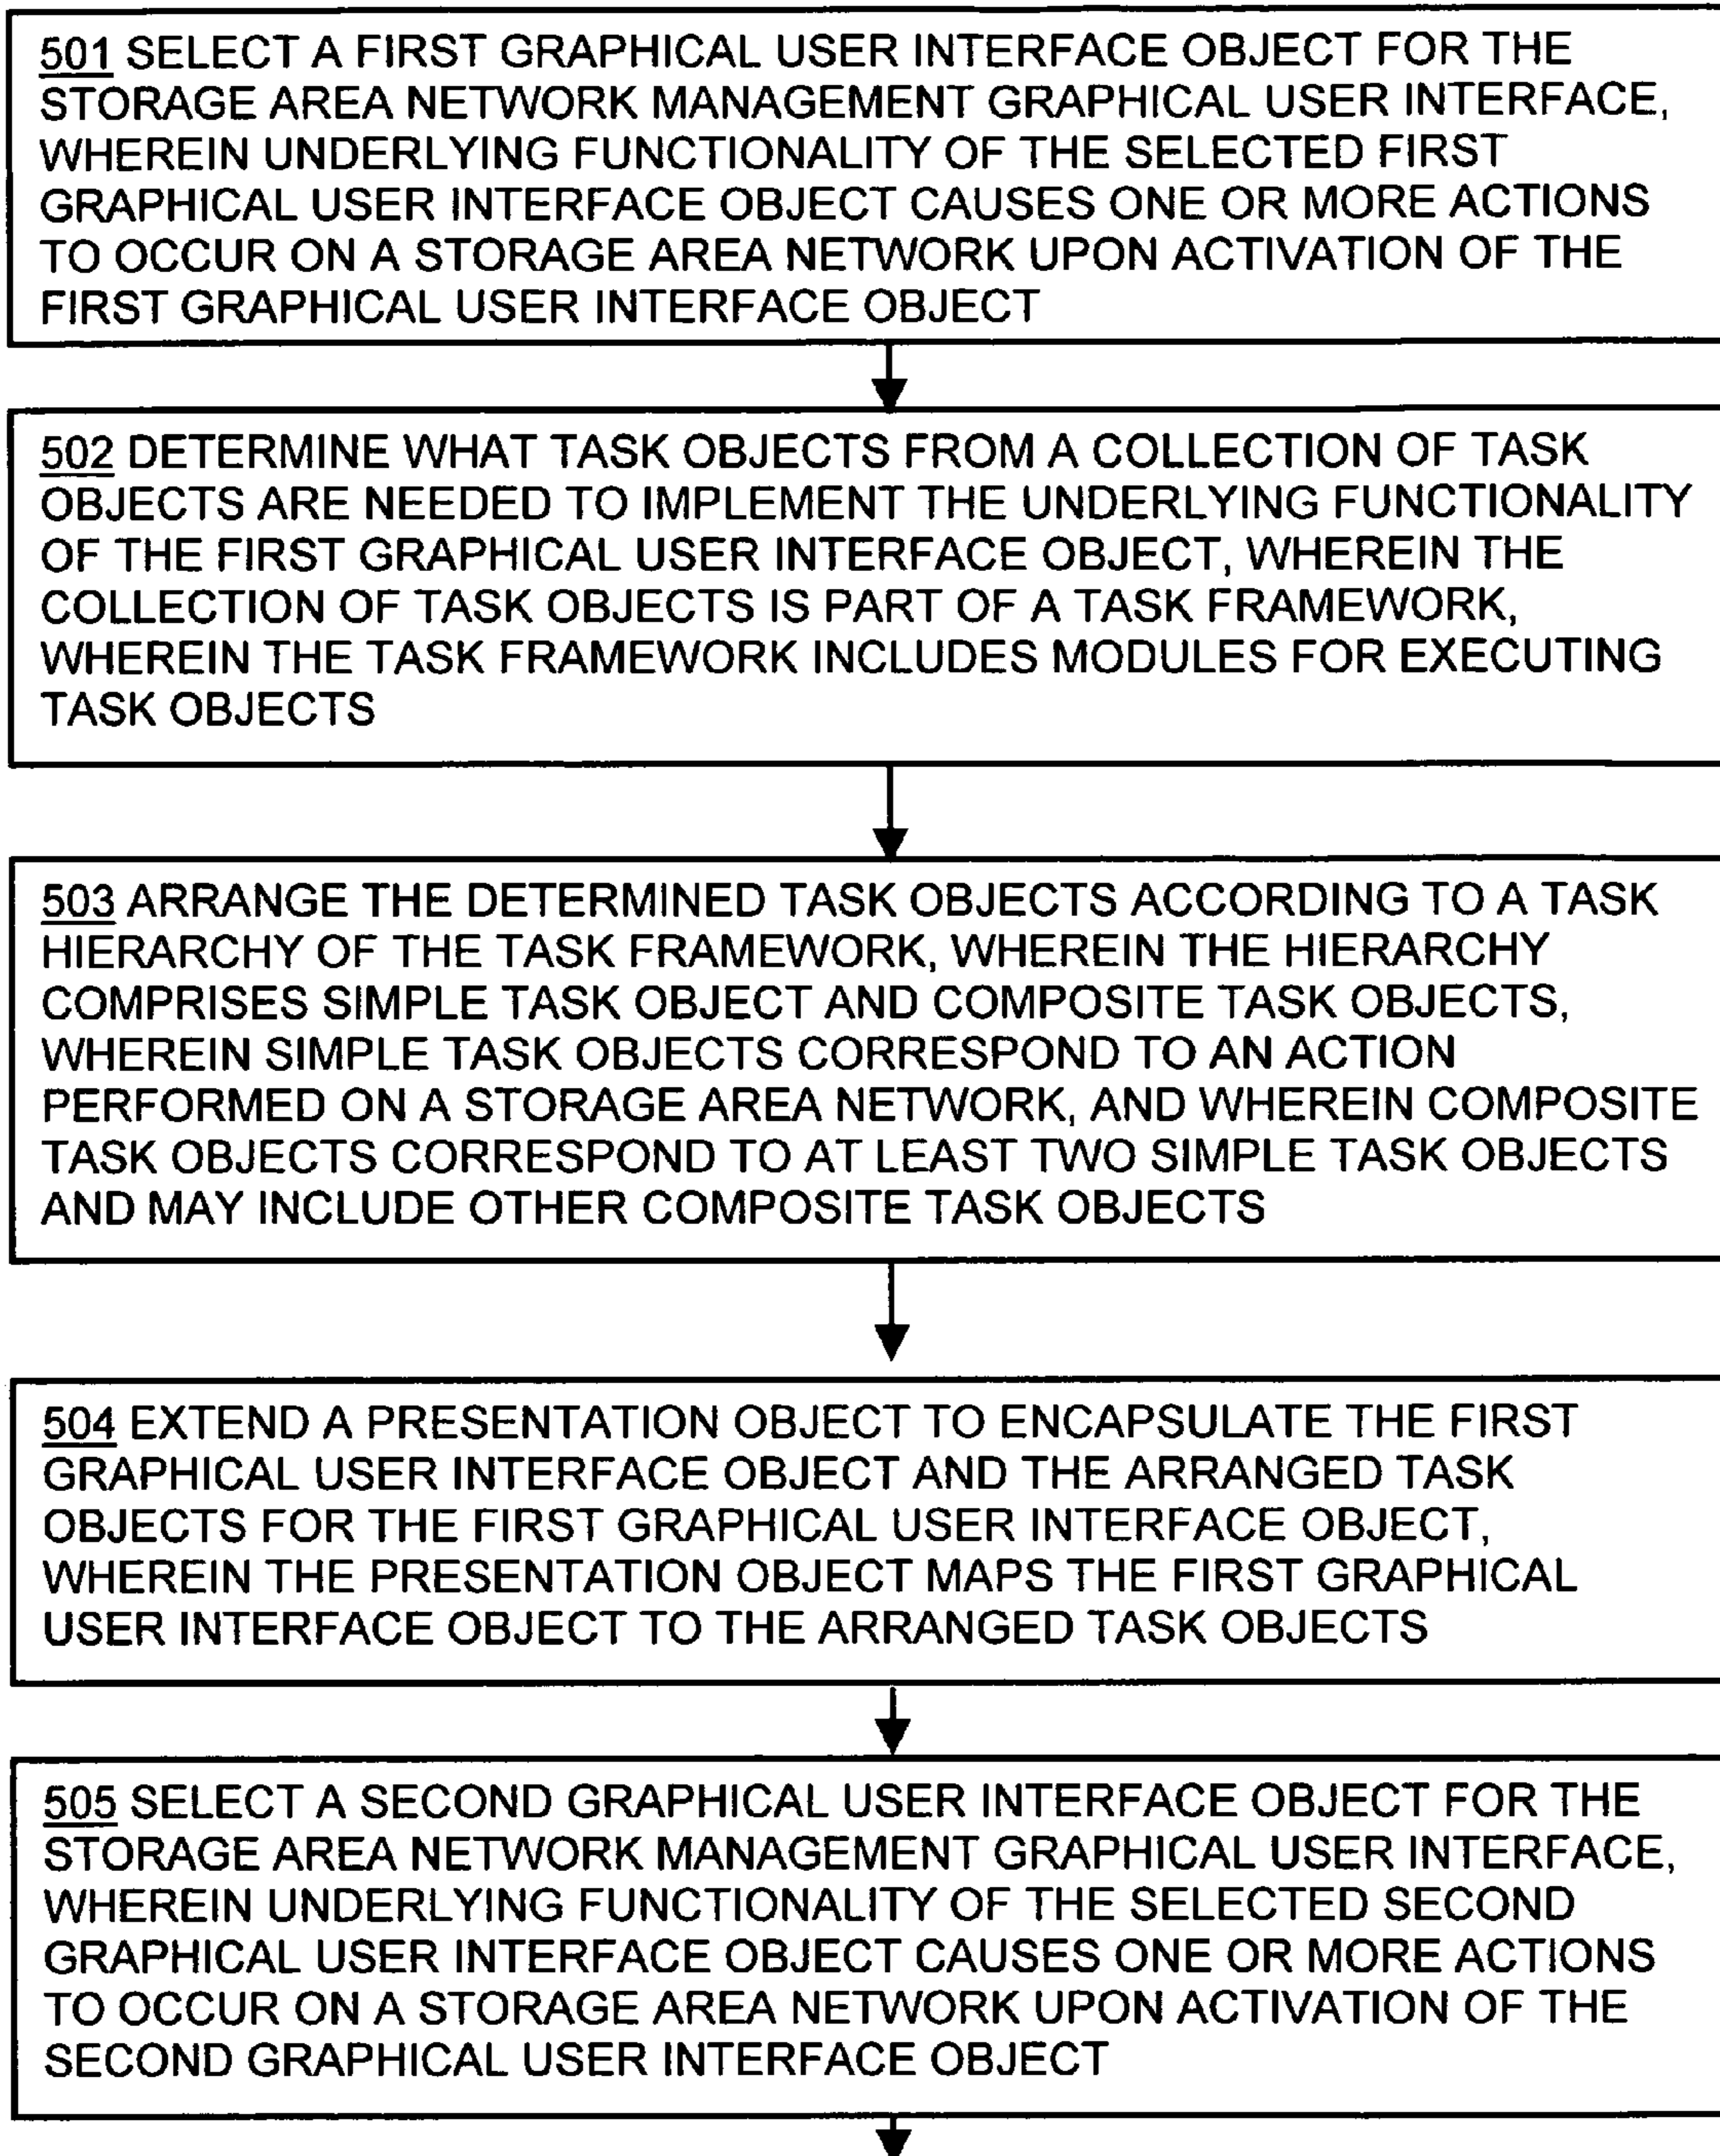 501 SELECT A FIRST GRAPHICAL USER INTERFACE OBJECT FOR THE
STORAGE AREA NETWORK MANAGEMENT GRAPHICAL USER INTERFACE,
WHEREIN UNDERLYING FUNCTIONALITY OF THE SELECTED FIRST
GRAPHICAL USER INTERFACE OBJECT CAUSES ONE OR MORE ACTIONS
TO OCCUR ON A STORAGE AREA NETWORK UPON ACTIVATION OF THE
FIRST GRAPHICAL USER INTERFACE OBJECT
502 DETERMINE WHAT TASK OBJECTS FROM A COLLECTION OF TASK
OBJECTS ARE NEEDED TO IMPLEMENT THE UNDERLYING FUNCTIONALITY
OF THE FIRST GRAPHICAL USER INTERFACE OBJECT, WHEREIN THE
COLLECTION OF TASK OBJECTS IS PART OF A TASK FRAMEWORK,
WHEREIN THE TASK FRAMEWORK INCLUDES MODULES FOR EXECUTING
TASK OBJECTS
503 ARRANGE THE DETERMINED TASK OBJECTS ACCORDING TO A TASK
HIERARCHY OF THE TASK FRAMEWORK, WHEREIN THE HIERARCHY
COMPRISES SIMPLE TASK OBJECT AND COMPOSITE TASK OBJECTS,
WHEREIN SIMPLE TASK OBJECTS CORRESPOND TO AN ACTION
PERFORMED ON A STORAGE AREA NETWORK, AND WHEREIN COMPOSITE
TASK OBJECTS CORRESPOND TO AT LEAST TWO SIMPLE TASK OBJECTS
AND MAY INCLUDE OTHER COMPOSITE TASK OBJECTS
504 EXTEND A PRESENTATION OBJECT TO ENCAPSULATE THE FIRST
GRAPHICAL USER INTERFACE OBJECT AND THE ARRANGED TASK
OBJECTS FOR THE FIRST GRAPHICAL USER INTERFACE OBJECT,
WHEREIN THE PRESENTATION OBJECT MAPS THE FIRST GRAPHICAL
USER INTERFACE OBJECT TO THE ARRANGED TASK OBJECTS
505 SELECT A SECOND GRAPHICAL USER INTERFACE OBJECT FOR THE
STORAGE AREA NETWORK MANAGEMENT GRAPHICAL USER INTERFACE,
WHEREIN UNDERLYING FUNCTIONALITY OF THE SELECTED SECOND
GRAPHICAL USER INTERFACE OBJECT CAUSES ONE OR MORE ACTIONS
TO OCCUR ON A STORAGE AREA NETWORK UPON ACTIVATION OF THE
SECOND GRAPHICAL USER INTERFACE OBJECT